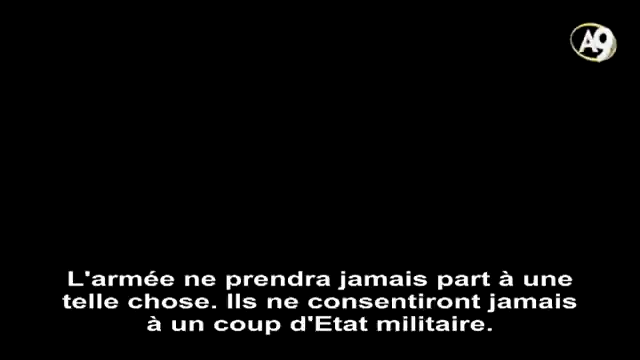 A9
L'armée ne prendra jamais part à une
telle chose. Ils ne consentiront jamais
à un coup d'Etat militaire.